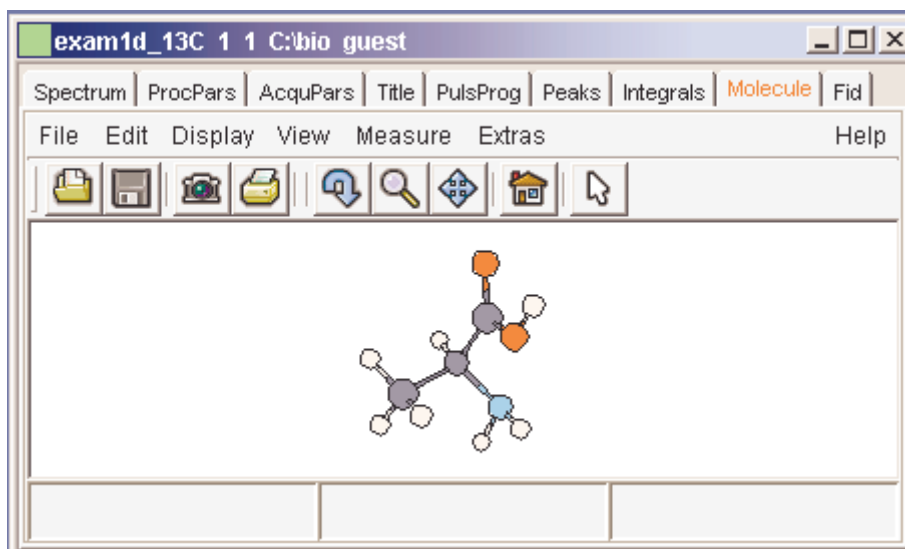 exam1d_13C 1 1 C:\bio guest
Spectrum ProcPars AcquPars Title PulsProg Peaks Integrals Molecule Fid
File Edit Display View Measure Extras Help